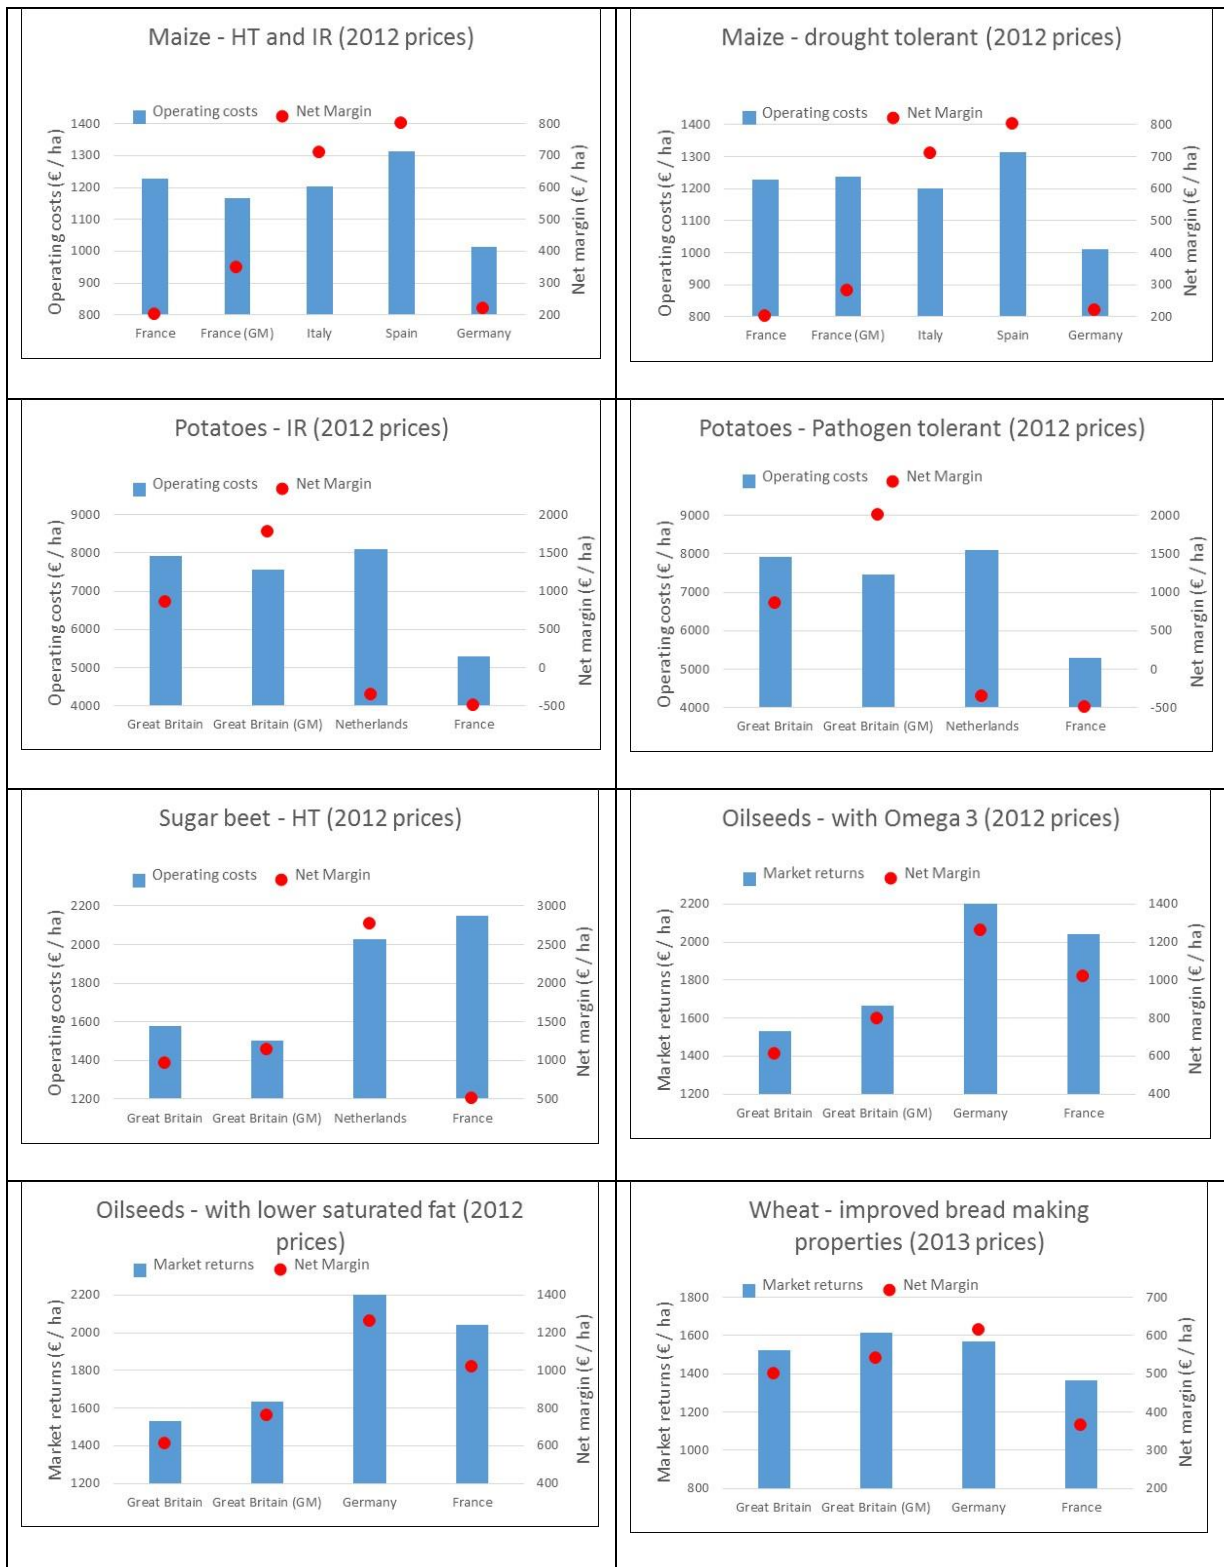 Maize - HT and IR (2012 prices)
Operating costs
Net Margin
Operating costs (€ / ha)
1400
1300
1200
1100
1000
900
800
800
700
600
500
400
300
200
Net margin (€ / ha)
France
France (GM)
Italy
Spain
Germany
Maize - drought tolerant (2012 prices)
Operating costs
Net Margin
Operating costs (€ / ha)
1400
1300
1200
1100
1000
900
800
800
700
600
500
400
300
200
Net margin (€ / ha)
France
France (GM)
Italy
Spain
Germany
Potatoes - IR (2012 prices)
Operating costs
Net Margin
Operating costs (€ / ha)
9000
8000
7000
6000
5000
4000
2000
1500
1000
500
0
-500
Net margin (€ / ha)
Great Britain
Great Britain (GM)
Netherlands
France
Potatoes - Pathogen tolerant (2012 prices)
Operating costs
Net Margin
Operating costs (€ / ha)
9000
8000
7000
6000
5000
4000
2000
1500
1000
500
0
-500
Net margin (€ / ha)
Great Britain
Great Britain (GM)
Netherlands
France
Sugar beet - HT (2012 prices)
Operating costs
Net Margin
Operating costs (€ / ha)
2200
2000
1800
1600
1400
1200
3000
2500
2000
1500
1000
500
Net margin (€ / ha)
Great Britain
Great Britain (GM)
Netherlands
France
Oilseeds - with Omega 3 (2012 prices)
Market returns
Net Margin
Market returns (€ / ha)
2200
2000
1800
1600
1400
1200
1400
1200
1000
800
600
400
Net margin (€ / ha)
Great Britain
Great Britain (GM)
Germany
France
Oilseeds - with lower saturated fat (2012
prices)
Market returns
Net Margin
Market returns (€ / ha)
2200
2000
1800
1600
1400
1200
1400
1200
1000
800
600
400
Net margin (€ / ha)
Great Britain
Great Britain (GM)
Germany
France
Wheat - improved bread making
properties (2013 prices)
Market returns
Net Margin
Market returns (€ / ha)
1800
1600
1400
1200
1000
800
700
600
500
400
300
200
Net margin (€ / ha)
Great Britain
Great Britain (GM)
Germany
France